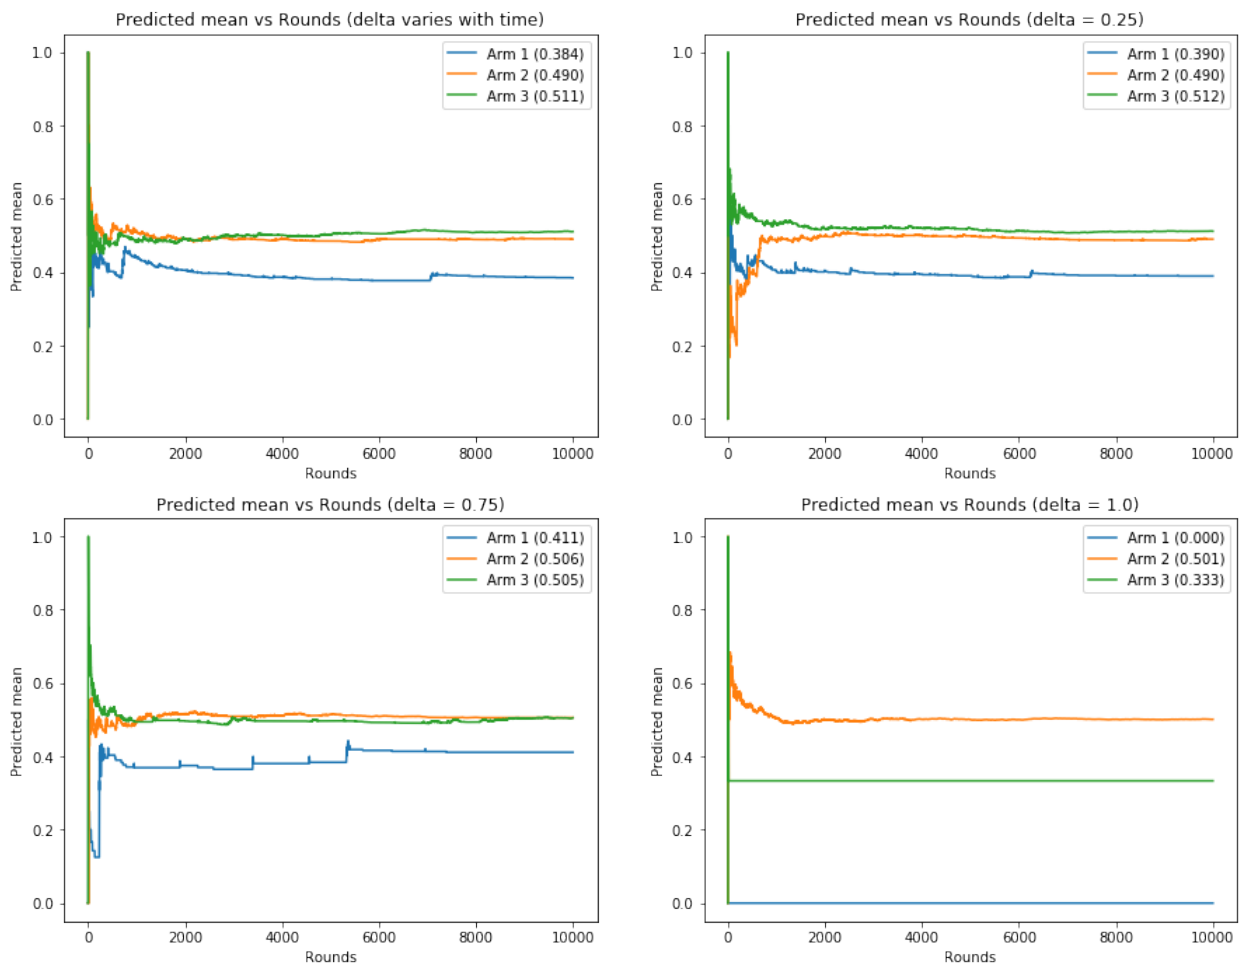 Predicted mean vs Rounds (delta varies with time)
Predicted mean
1.0
0.8
0.6
0.4
0.2
0.0
Arm 1 (0.384)
Arm 2 (0.490)
Arm 3 (0.511)
0 2000 4000 6000 8000 10000
Rounds
Predicted mean vs Rounds (delta = 0.25)
Predicted mean
1.0
0.8
0.6
0.4
0.2
0.0
Arm 1 (0.390)
Arm 2 (0.490)
Arm 3 (0.512)
0 2000 4000 6000 8000 10000
Rounds
Predicted mean vs Rounds (delta = 0.75)
Predicted mean
1.0
0.8
0.6
0.4
0.2
0.0
Arm 1 (0.411)
Arm 2 (0.506)
Arm 3 (0.505)
0 2000 4000 6000 8000 10000
Rounds
Predicted mean vs Rounds (delta = 1.0)
Predicted mean
1.0
0.8
0.6
0.4
0.2
0.0
Arm 1 (0.000)
Arm 2 (0.501)
Arm 3 (0.333)
0 2000 4000 6000 8000 10000
Rounds